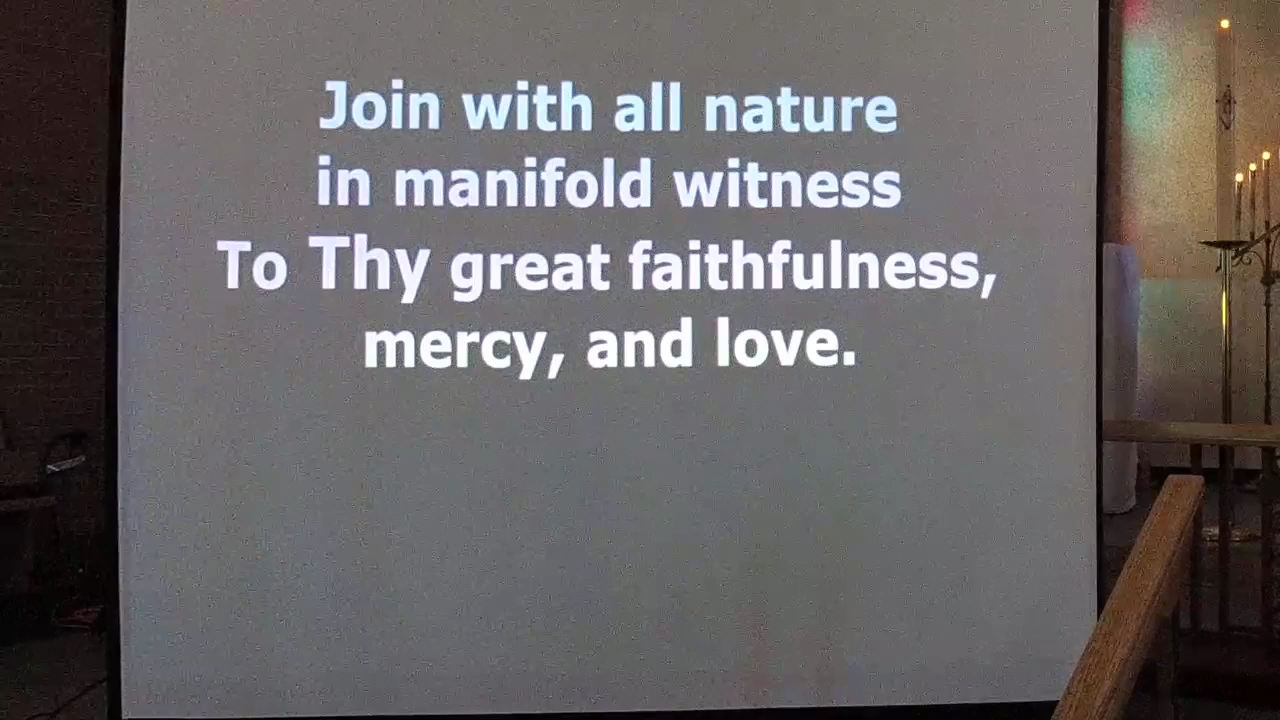 Join with all nature
in manifold witness
To Thy great faithfulness,
mercy, and love.